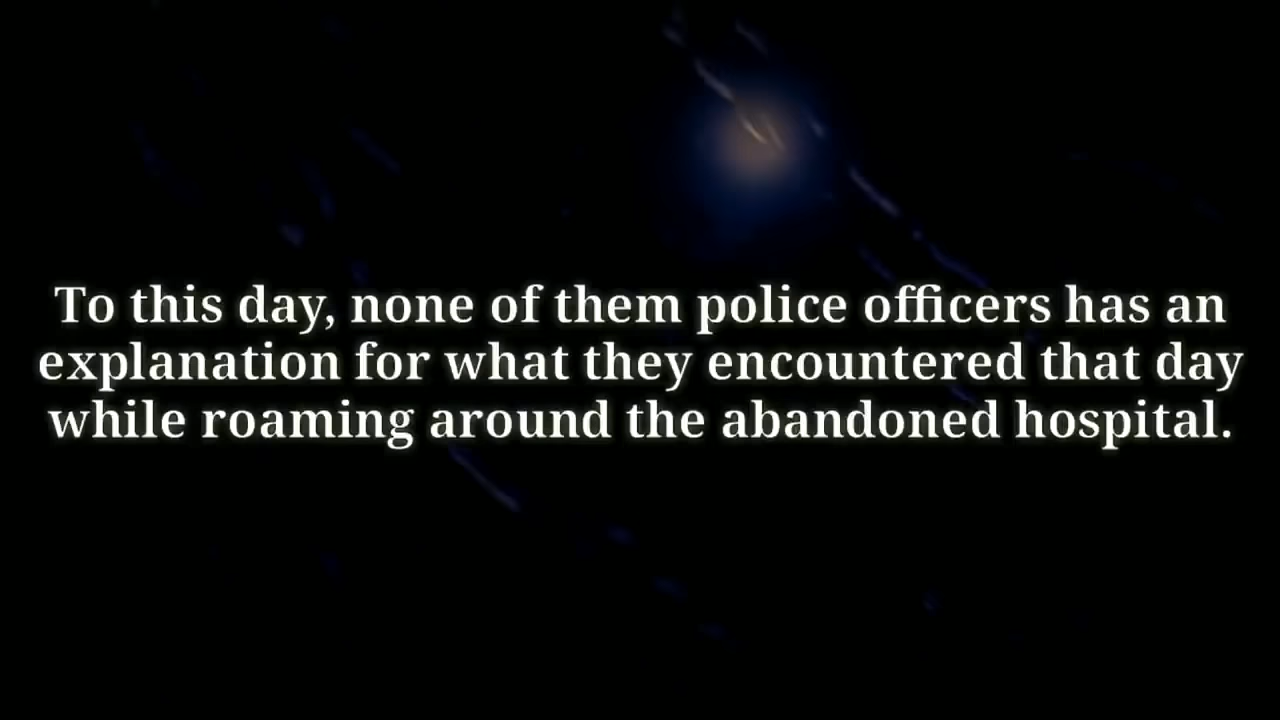 To this day, none of them police officers has an
explanation for what they encountered that day
while roaming around the abandoned hospital.